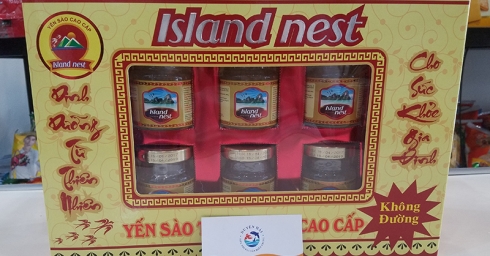 Island nest
YẾN SÀO CAO CẤP
Island nest
Dinh
Dưỡng
Từ
Thiên
Nhiên
Cho
Sức
Khỏe
Gia
Đình
Island
nest
Island
nest
Island
nest
YẾN SÀO
CAO CẤP
Không
Đường